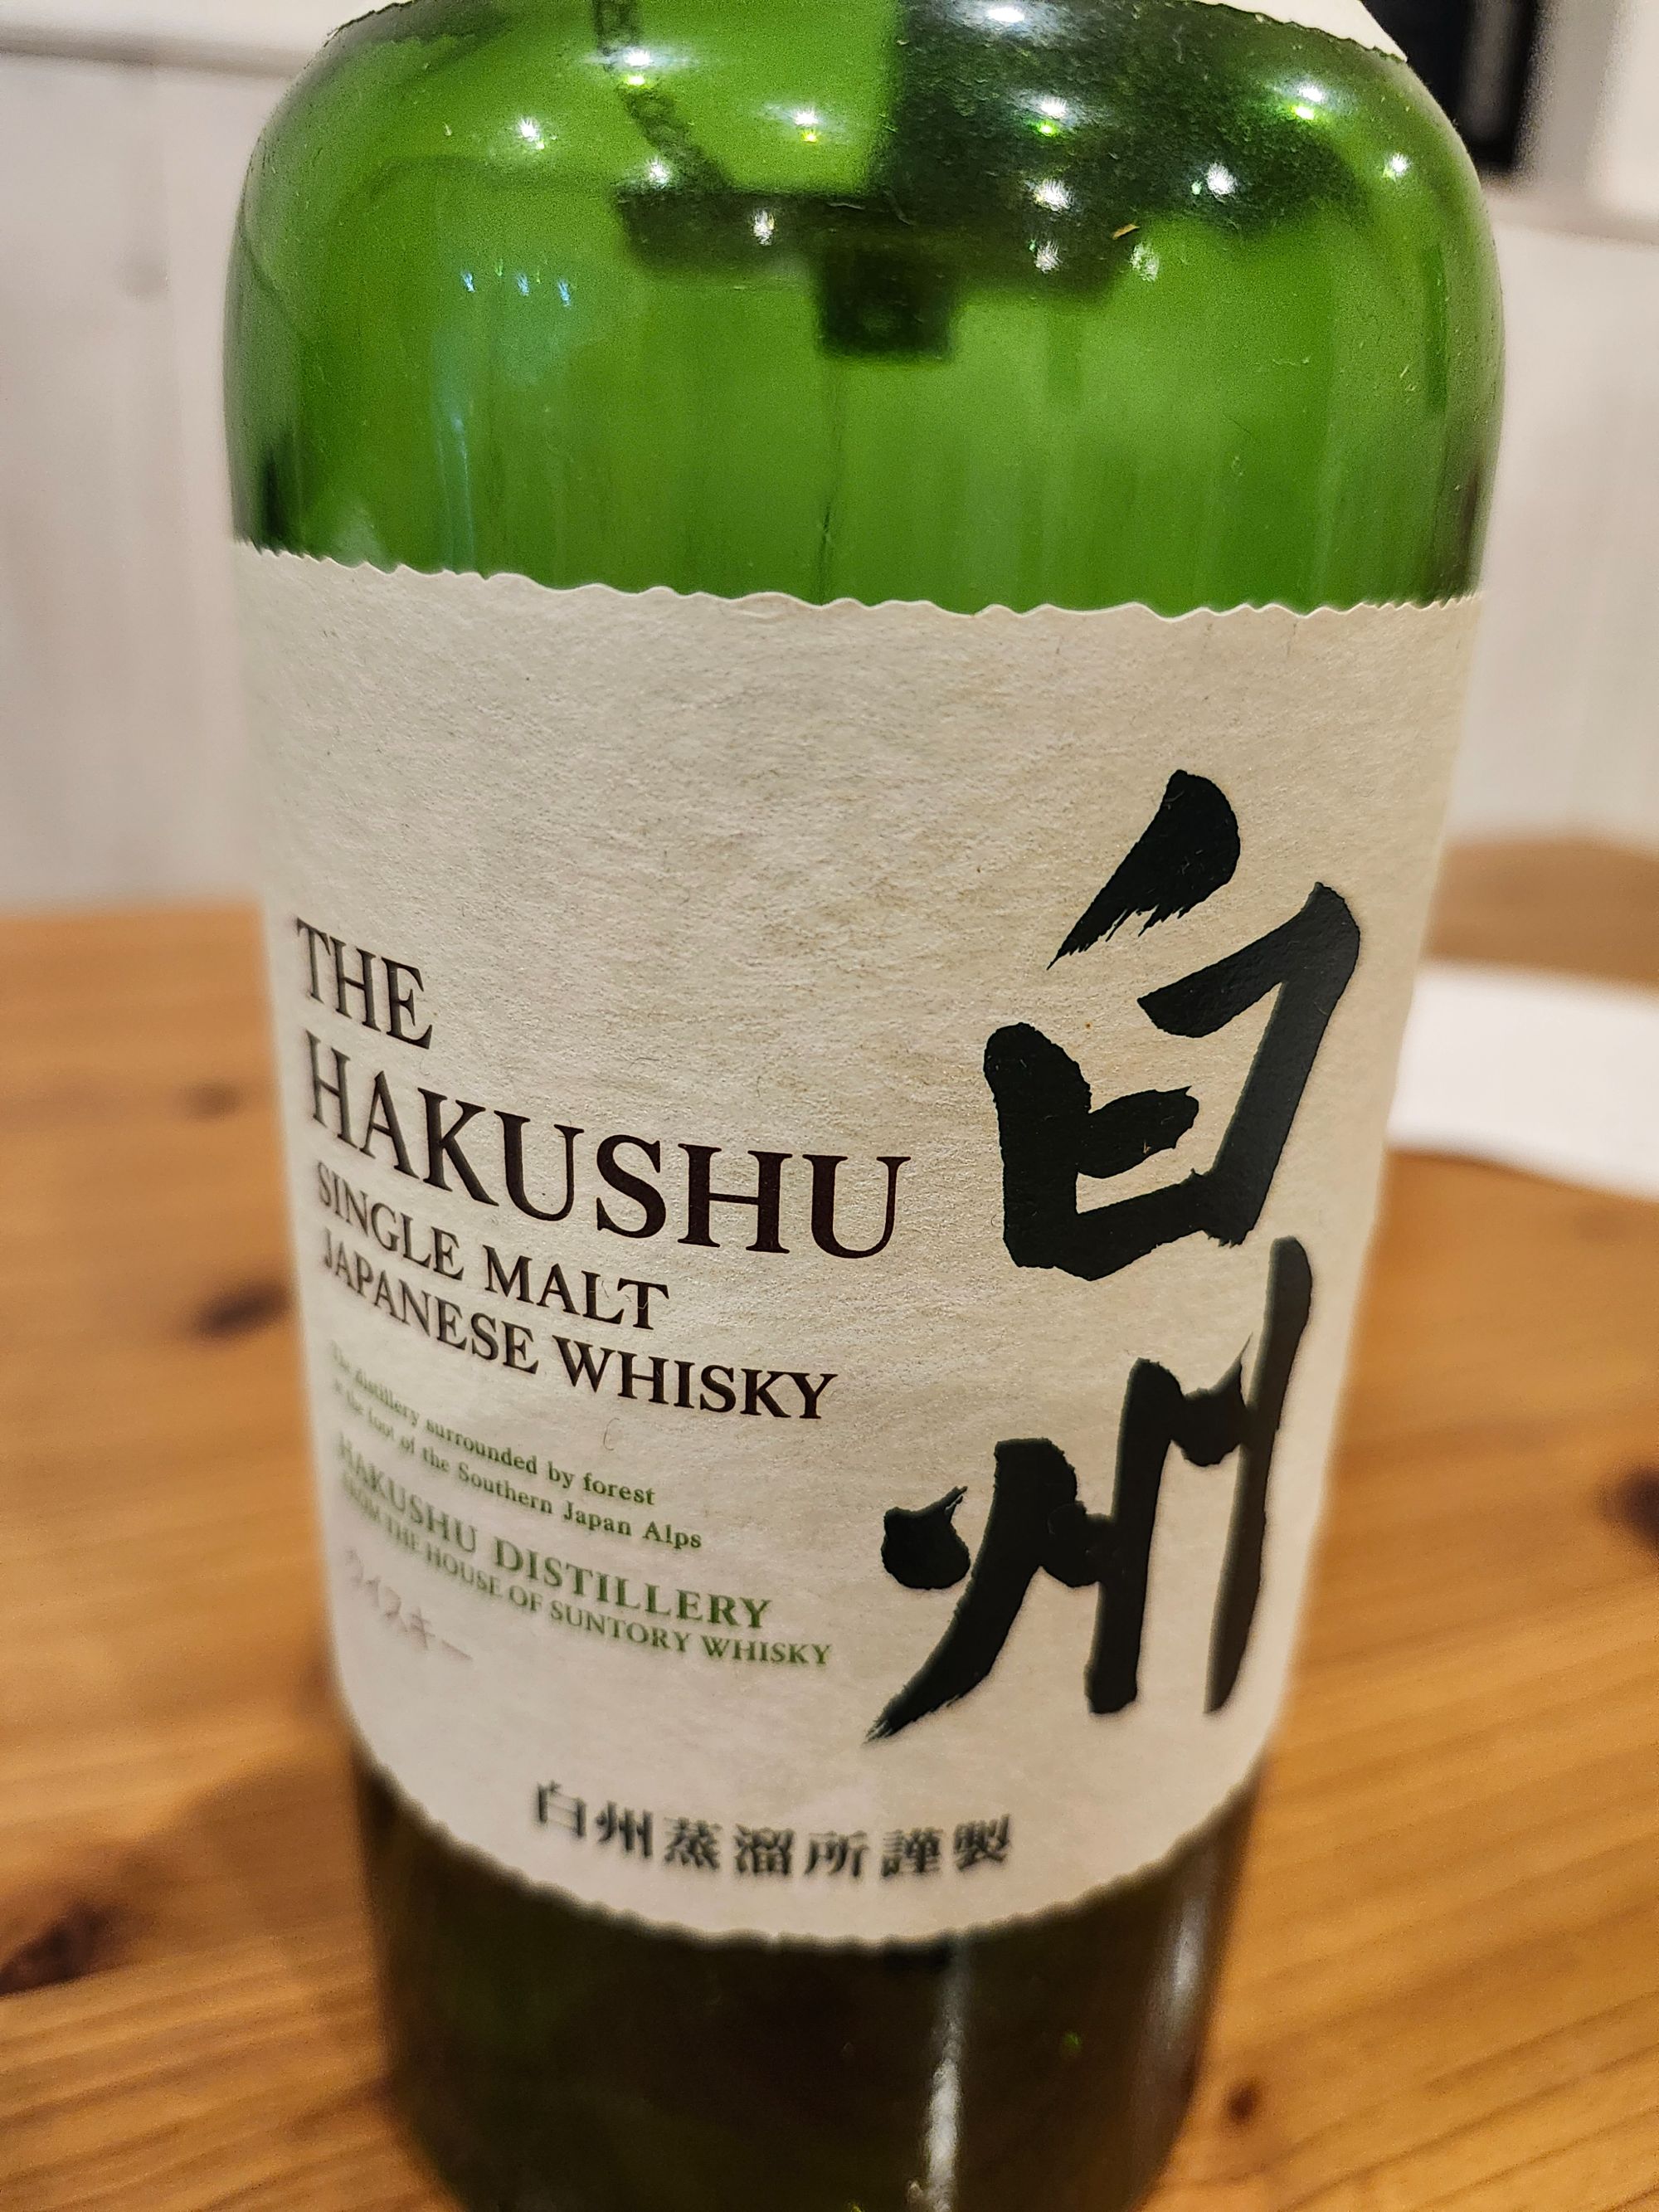 THE
HAKUSHU
SINGLE MALT
JAPANESE WHISKY
The distillery surrounded by forest
at the foot of the Southern Japan Alps
HAKUSHU DISTILLERY
FROM THE HOUSE OF SUNTORY WHISKY
ウイスキー
白州
白州蒸溜所謹製